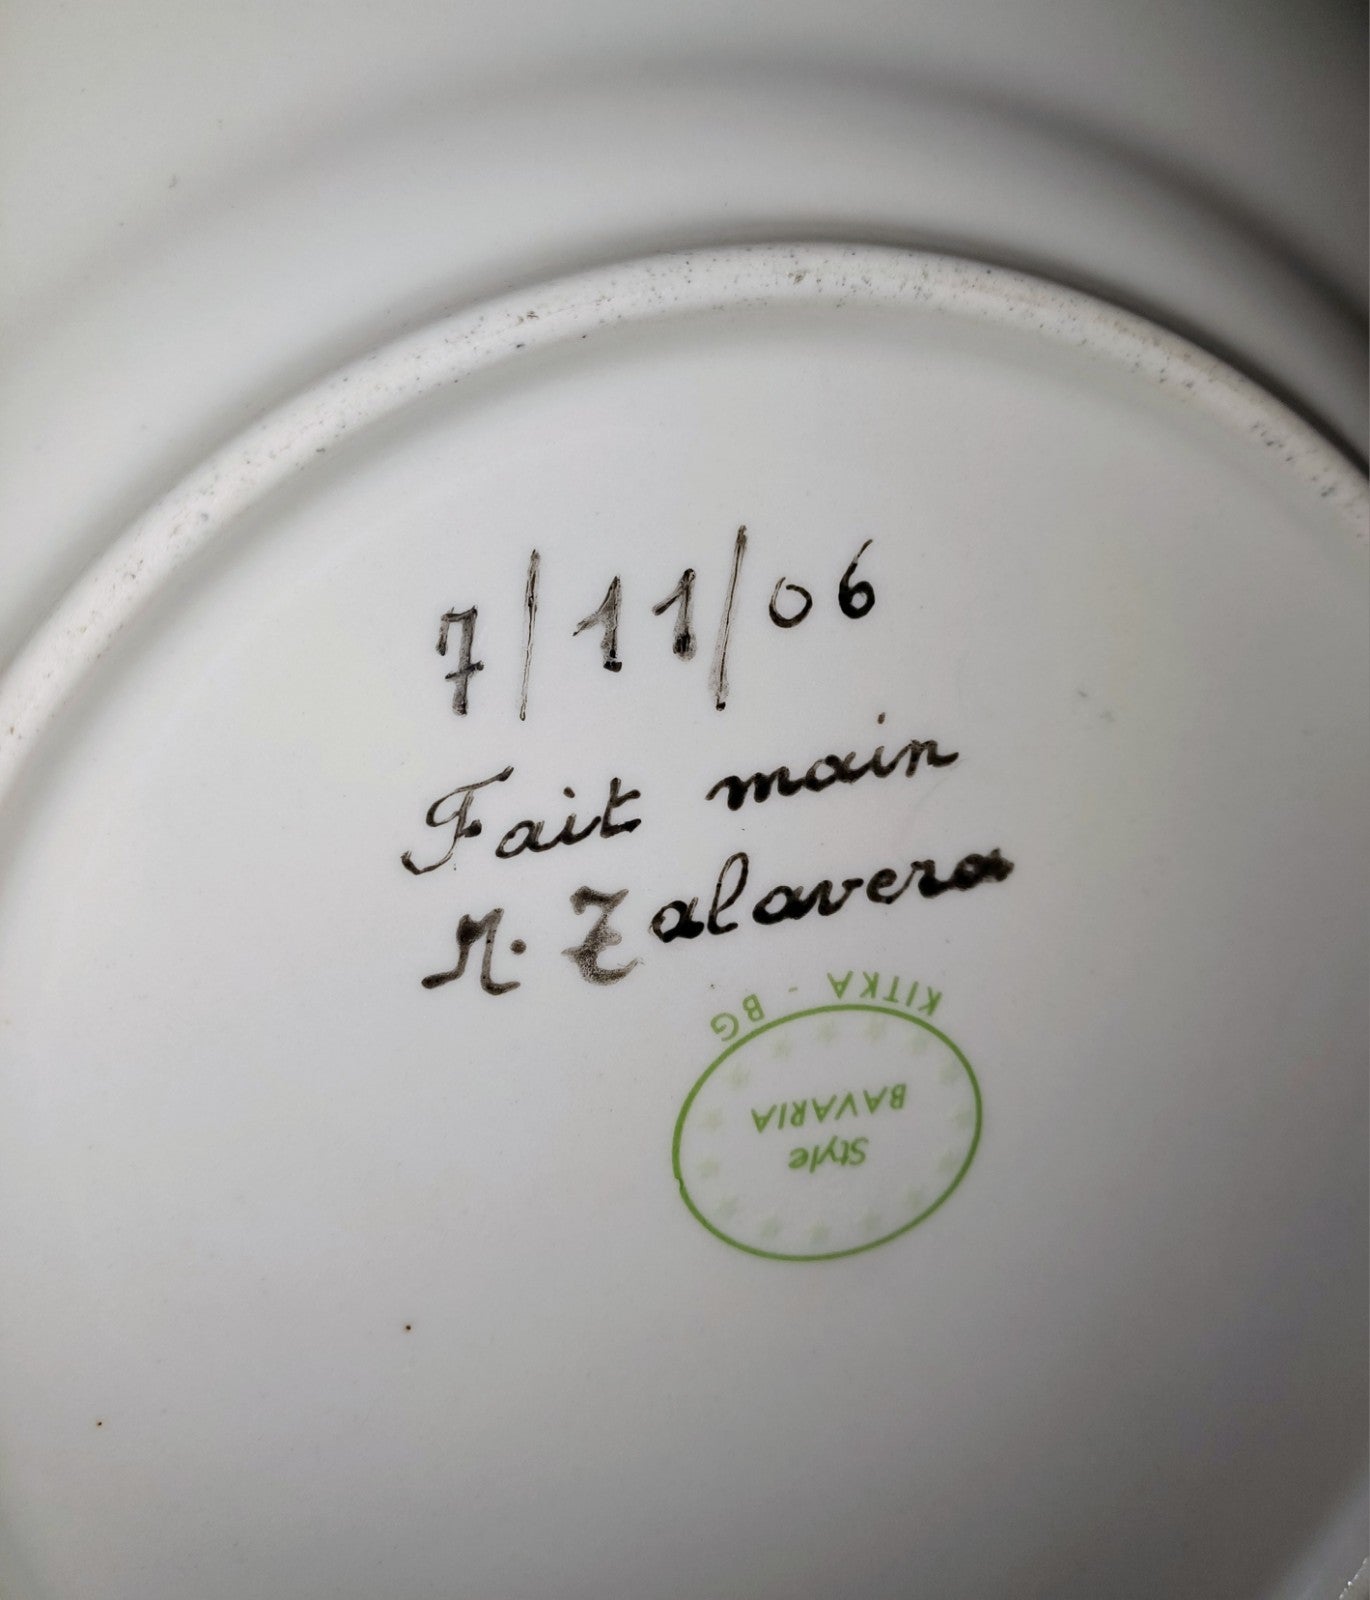 7/11/06
Fait main
M. Zalavera
KITKA - BG
Style
BAVARIA